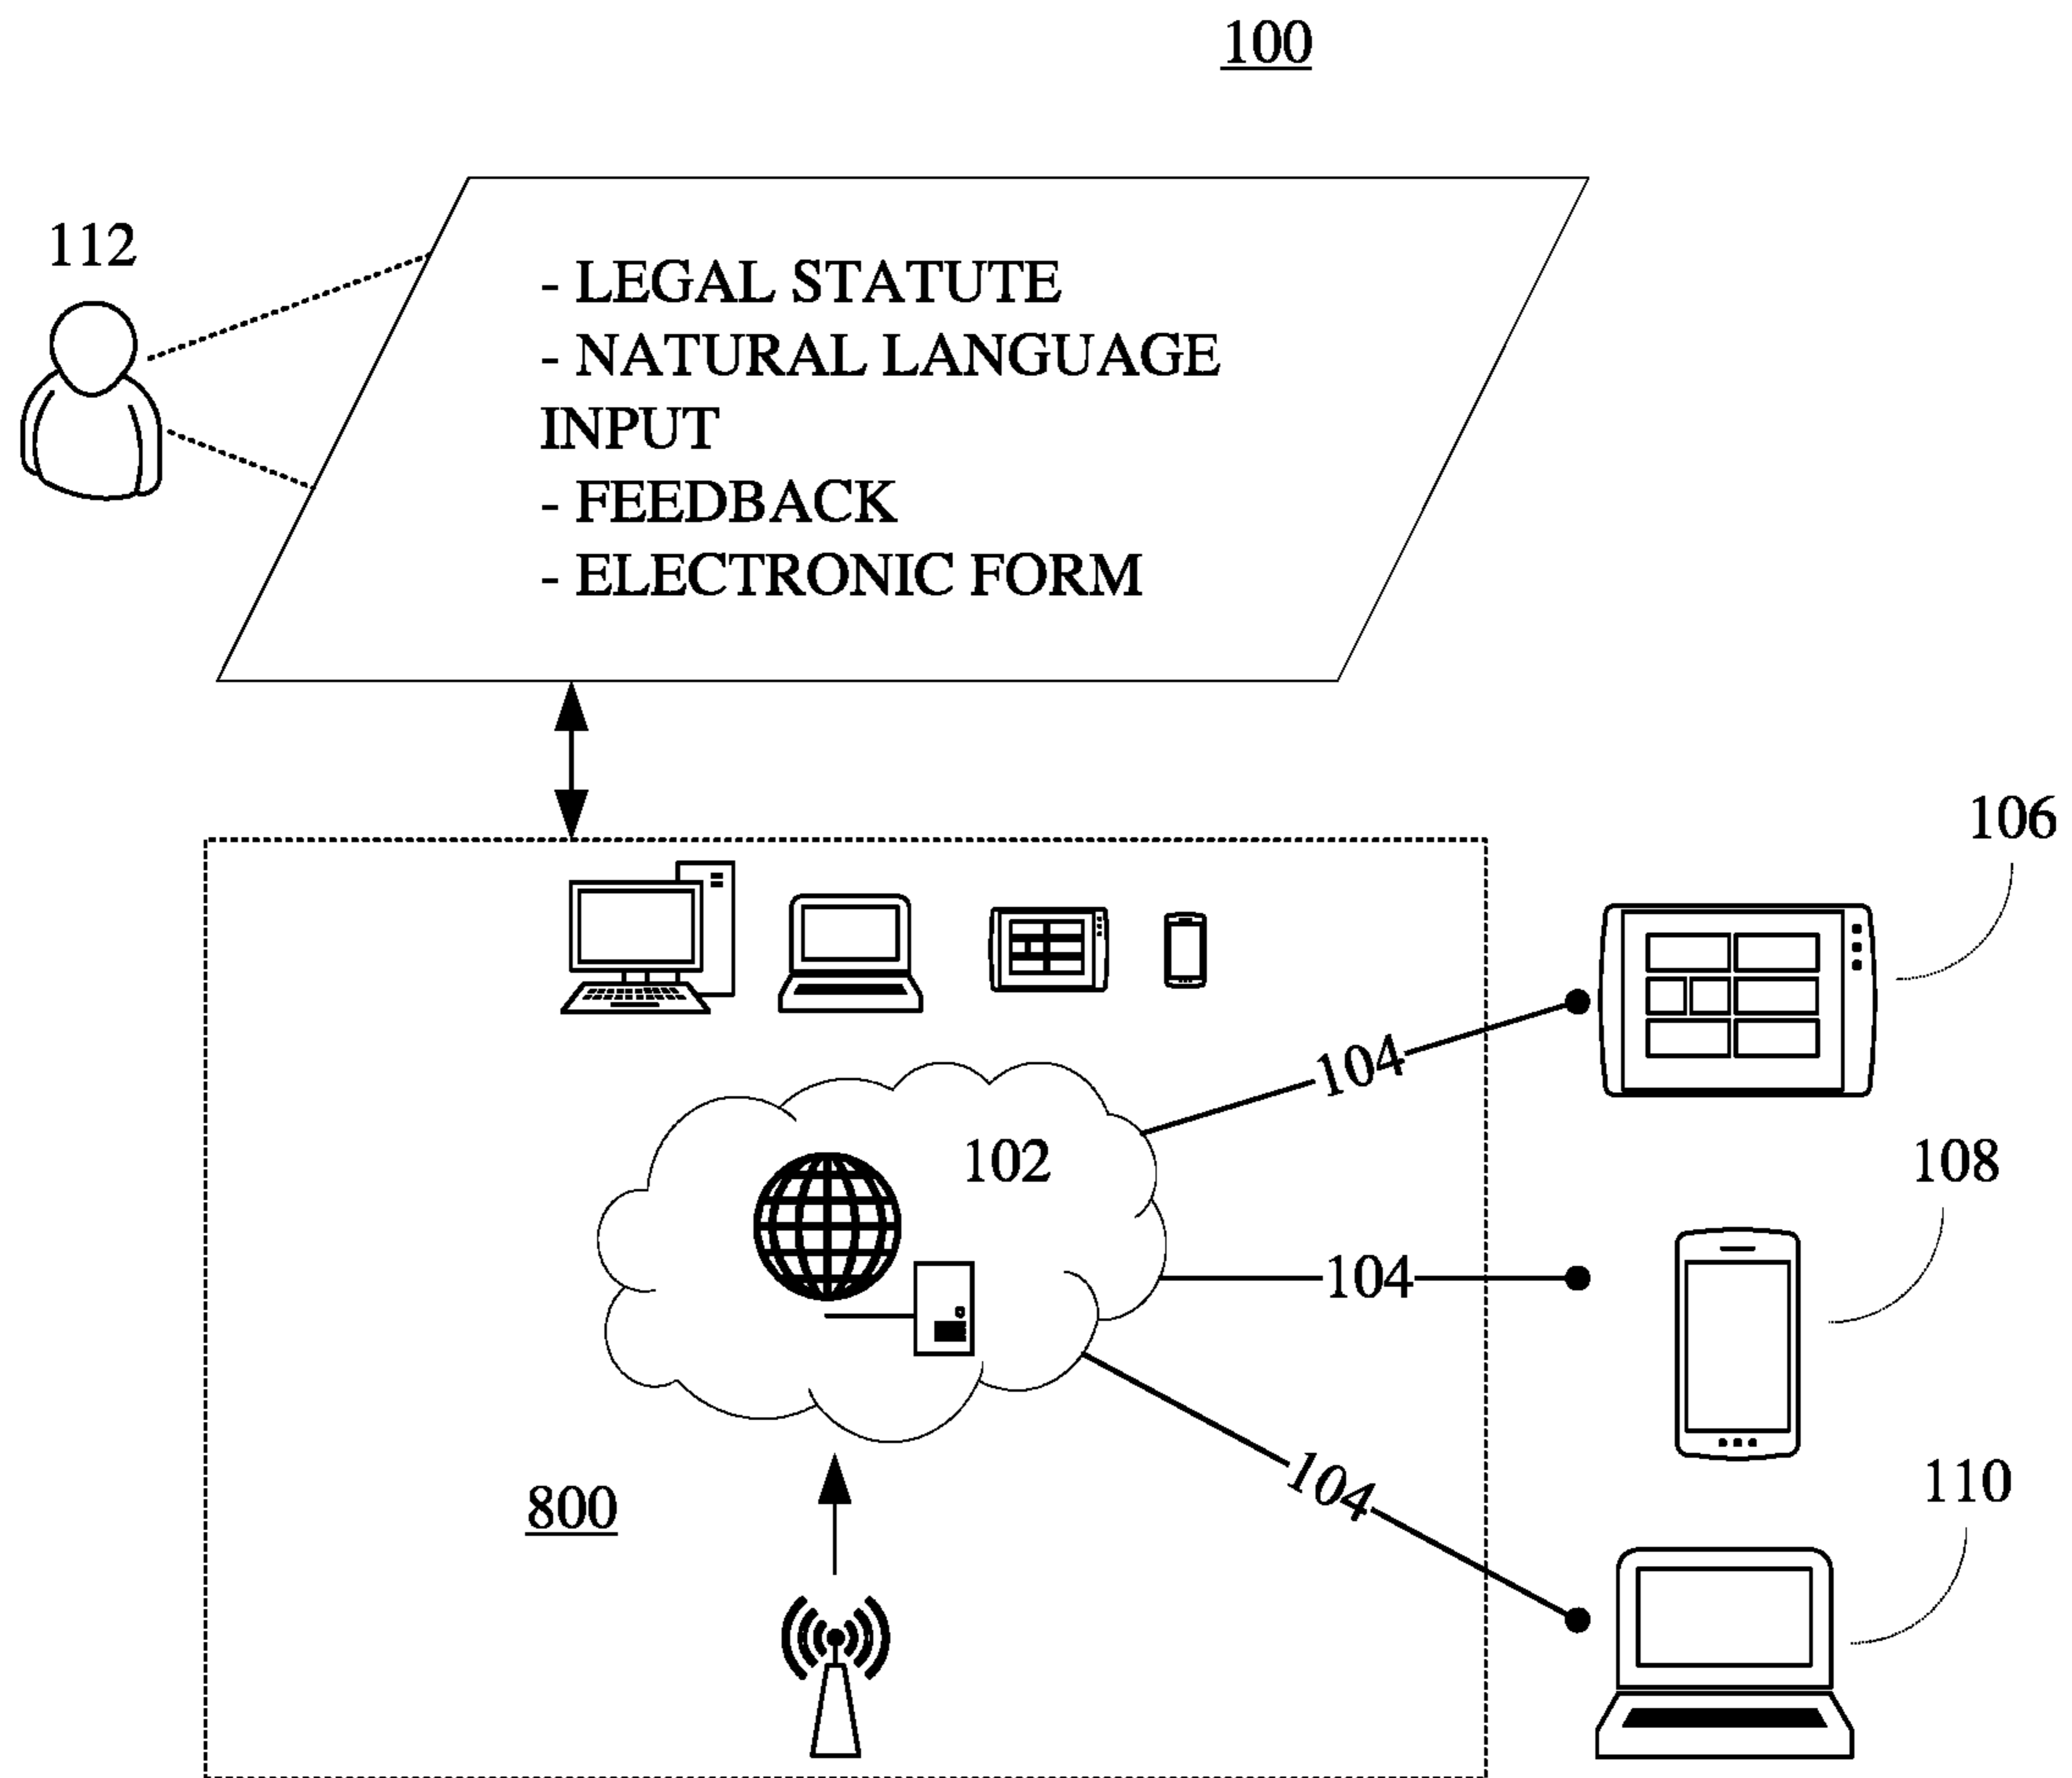 100
112
- LEGAL STATUTE
- NATURAL LANGUAGE
INPUT
- FEEDBACK
- ELECTRONIC FORM
106
104
102
108
104
110
104
800